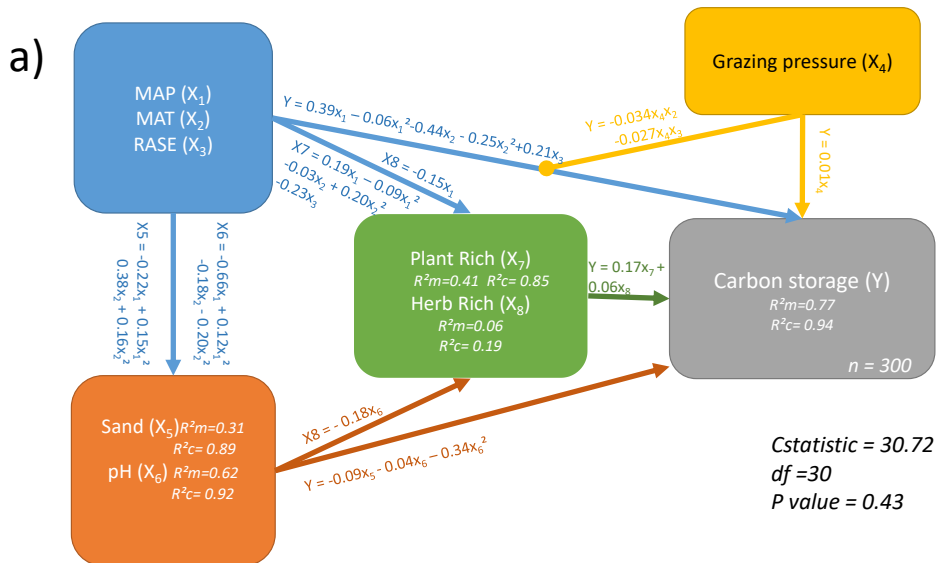 a)
MAP (X₁)
MAT (X₂)
RASE (X₃)
Grazing pressure (X₄)
Y = 0.39x₁ – 0.06x₁²-0.44x₂ - 0.25x₂²+0.21x₃
Y = -0.034x₄x₂
-0.027x₄x₃
Y = 0.01x₄
X8 = -0.15x₁
X7 = 0.19x₁ – 0.09x₁²
-0.03x₂ + 0.20x₂²
-0.23x₃
X6 = -0.66x₁ + 0.12x₁²
-0.18x₂ - 0.20x₂²
X5 = -0.22x₁ + 0.15x₁²
0.38x₂ + 0.16x₂²
Plant Rich (X₇)
R²m=0.41 R²c= 0.85
Herb Rich (X₈)
R²m=0.06
R²c= 0.19
Y = 0.17x₇ +
0.06x₈
Carbon storage (Y)
R²m=0.77
R²c= 0.94
n = 300
Sand (X₅)R²m=0.31
R²c= 0.89
pH (X₆) R²m=0.62
R²c= 0.92
X8 = - 0.18x₆
Y = -0.09x₅ - 0.04x₆ – 0.34x₆²
Cstatistic = 30.72
df =30
P value = 0.43